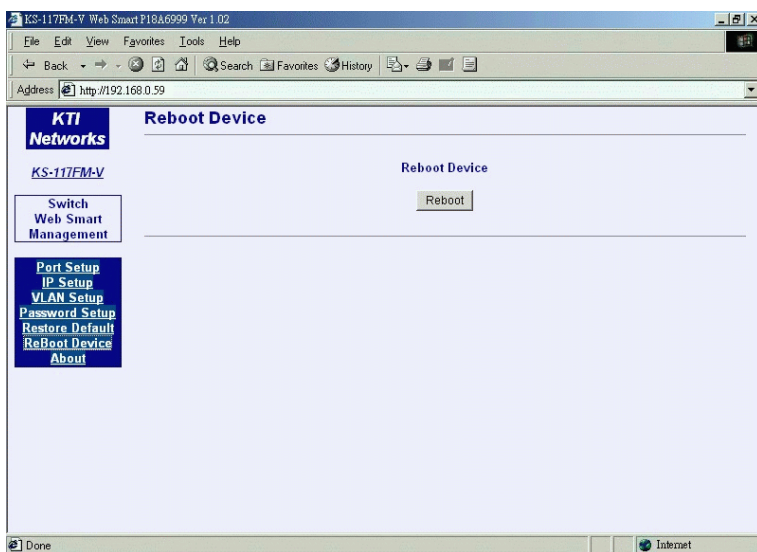 KS-117FM-V Web Smart P18A6999 Ver 1.02
File Edit View Favorites Tools Help
Back Search Favorites History
Address http://192.168.0.59
KTI
Networks
KS-117FM-V
Switch
Web Smart
Management
Port Setup
IP Setup
VLAN Setup
Password Setup
Restore Default
ReBoot Device
About
Reboot Device
Reboot Device
Reboot
Done Internet